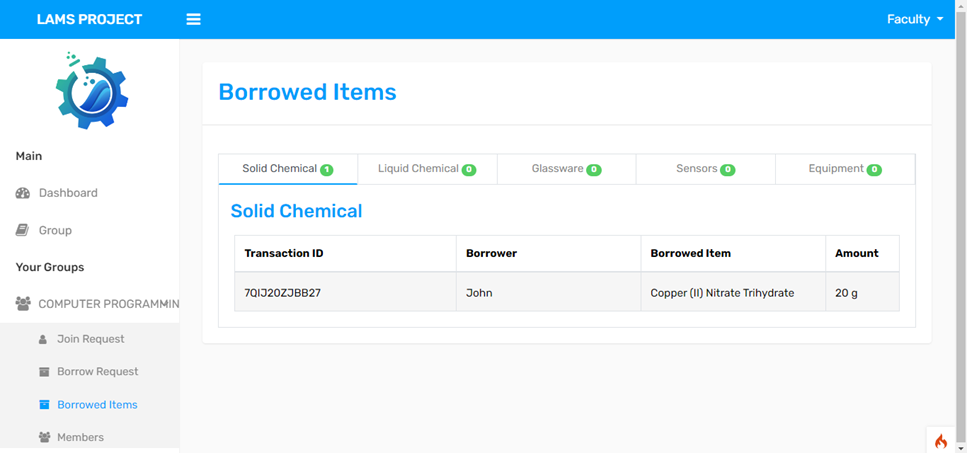 LAMS PROJECT
Faculty
Main
Dashboard
Group
Your Groups
COMPUTER PROGRAMMIN
Join Request
Borrow Request
Borrowed Items
Members
Borrowed Items
Solid Chemical 1 Liquid Chemical 0 Glassware 0 Sensors 0 Equipment 0
Solid Chemical
Transaction ID Borrower Borrowed Item Amount
7QIJ20ZJBB27 John Copper (II) Nitrate Trihydrate 20 g